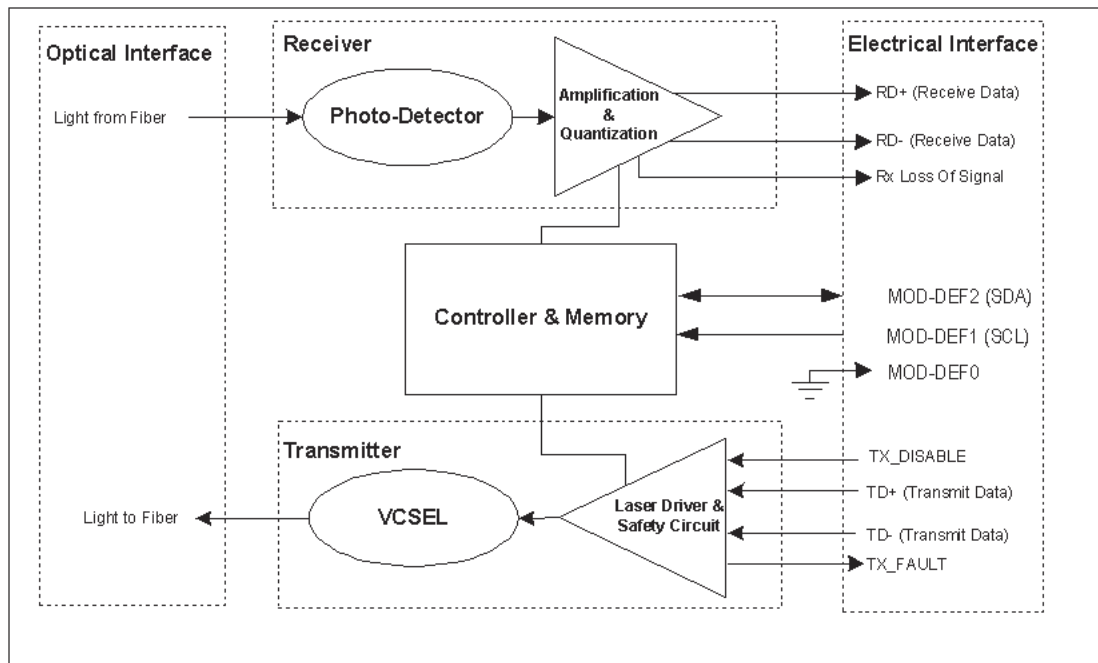 Optical Interface
Receiver
Electrical Interface
Light from Fiber
Photo-Detector
Amplification
&
Quantization
RD+ (Receive Data)
RD- (Receive Data)
Rx Loss Of Signal
Controller & Memory
MOD-DEF2 (SDA)
MOD-DEF1 (SCL)
MOD-DEF0
Transmitter
Light to Fiber
VCSEL
Laser Driver &
Safety Circuit
TX_DISABLE
TD+ (Transmit Data)
TD- (Transmit Data)
TX_FAULT